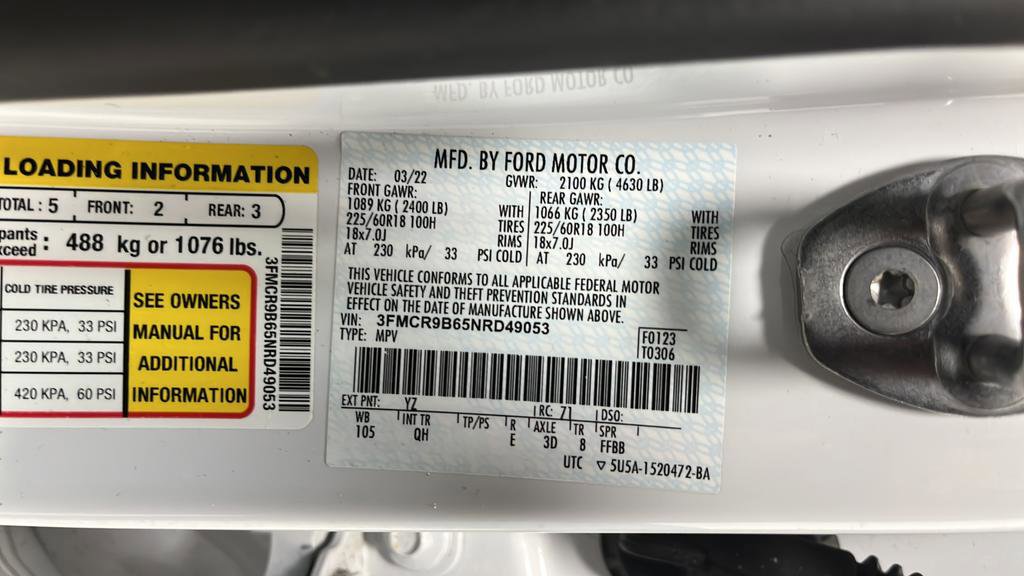 MFD. BY FORD MOTOR CO
LOADING INFORMATION
TOTAL : 5 FRONT: 2 REAR: 3
pants
xceed : 488 kg or 1076 lbs.
COLD TIRE PRESSURE
230 KPA, 33 PSI
230 KPA, 33 PSI
420 KPA, 60 PSI
SEE OWNERS
MANUAL FOR
ADDITIONAL
INFORMATION
3FMCR9B65NRD49053
MFD. BY FORD MOTOR CO.
DATE: 03/22 GVWR: 2100 KG ( 4630 LB)
FRONT GAWR: REAR GAWR:
1089 KG ( 2400 LB) WITH 1066 KG ( 2350 LB) WITH
225/60R18 100H TIRES 225/60R18 100H TIRES
18x7.0J RIMS 18x7.0J RIMS
AT 230 kPa/ 33 PSI COLD AT 230 kPa/ 33 PSI COLD
THIS VEHICLE CONFORMS TO ALL APPLICABLE FEDERAL MOTOR
VEHICLE SAFETY AND THEFT PREVENTION STANDARDS IN
EFFECT ON THE DATE OF MANUFACTURE SHOWN ABOVE.
VIN: 3FMCR9B65NRD49053 F0123
TYPE: MPV T0306
EXT PNT: YZ RC: 71 DSO:
WB INT TR TP/PS R AXLE TR SPR
105 QH E 3D 8 FFBB
UTC ▽ 5U5A-1520472-BA